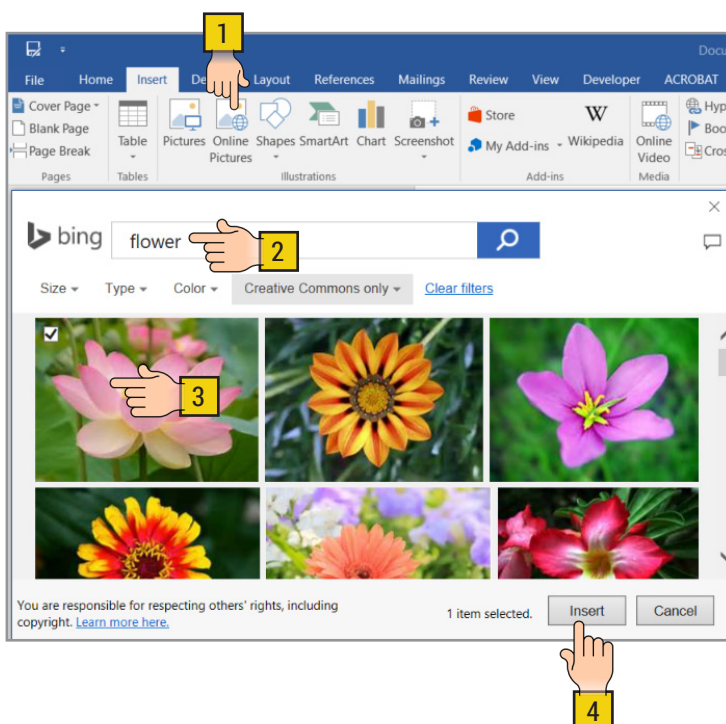 1
Docu
File Home Insert De Layout References Mailings Review View Developer ACROBAT
Cover Page
Blank Page
Page Break
Table
Pictures
Online
Pictures
Shapes
SmartArt
Chart
Screenshot
Store
My Add-ins
W
Wikipedia
Online
Video
Hyp
Boo
Cros
Pages Tables Illustrations Add-ins Media
bing flower 2
Size Type Color Creative Commons only Clear filters
3
You are responsible for respecting others' rights, including
copyright. Learn more here.
1 item selected. Insert Cancel
4